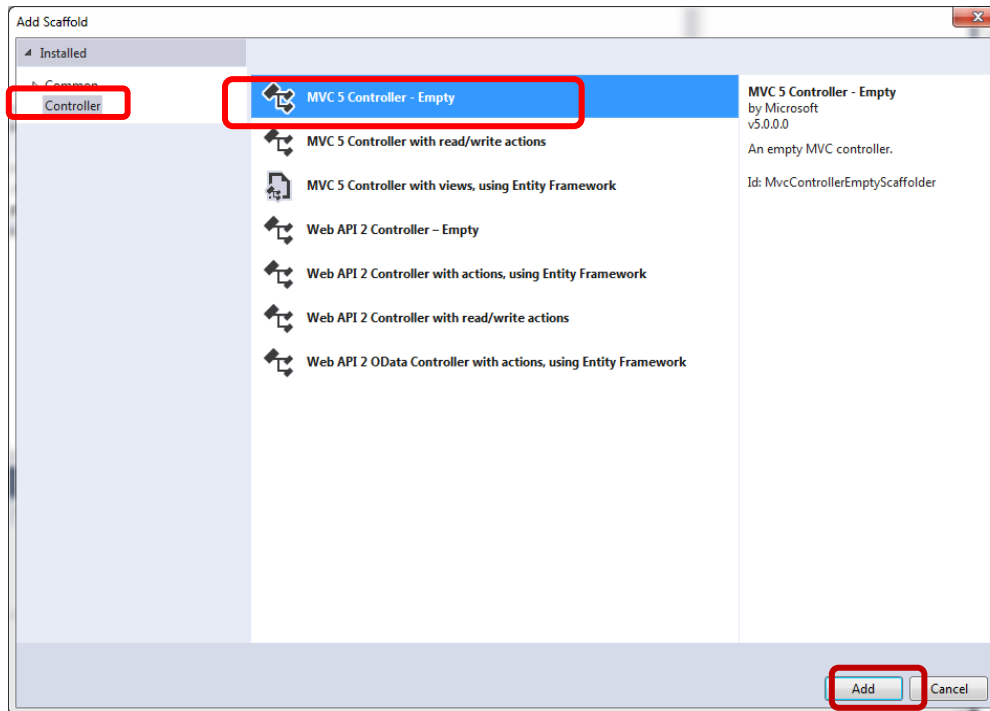 Add Scaffold
Installed
Common
Controller
MVC 5 Controller - Empty
MVC 5 Controller with read/write actions
MVC 5 Controller with views, using Entity Framework
Web API 2 Controller – Empty
Web API 2 Controller with actions, using Entity Framework
Web API 2 Controller with read/write actions
Web API 2 OData Controller with actions, using Entity Framework
MVC 5 Controller - Empty
by Microsoft
v5.0.0.0
An empty MVC controller.
Id: MvcControllerEmptyScaffolder
Add
Cancel